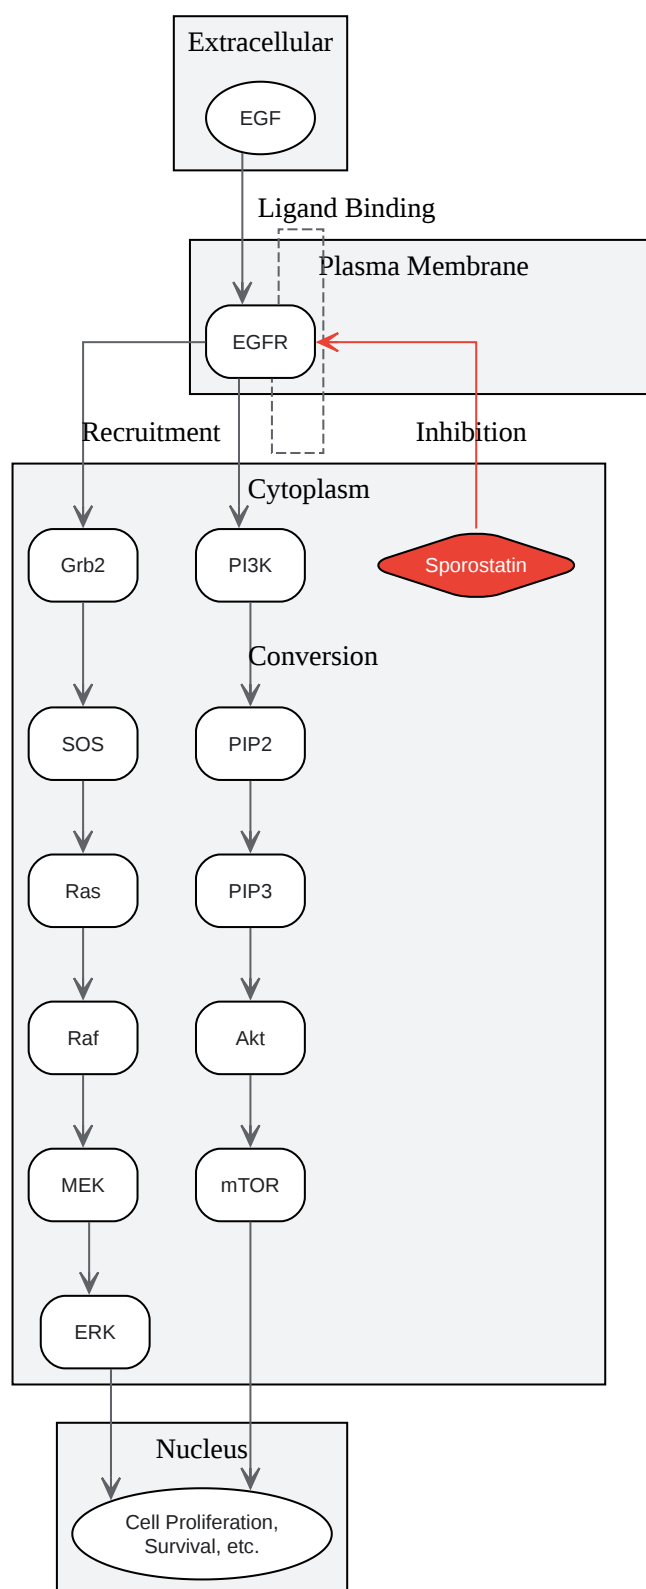 Extracellular
EGF
Ligand Binding
Plasma Membrane
EGFR
Recruitment
Inhibition
Cytoplasm
Grb2
PI3K
Sporostatin
Conversion
SOS
PIP2
Ras
PIP3
Raf
Akt
MEK
mTOR
ERK
Nucleus
Cell Proliferation,
Survival, etc.